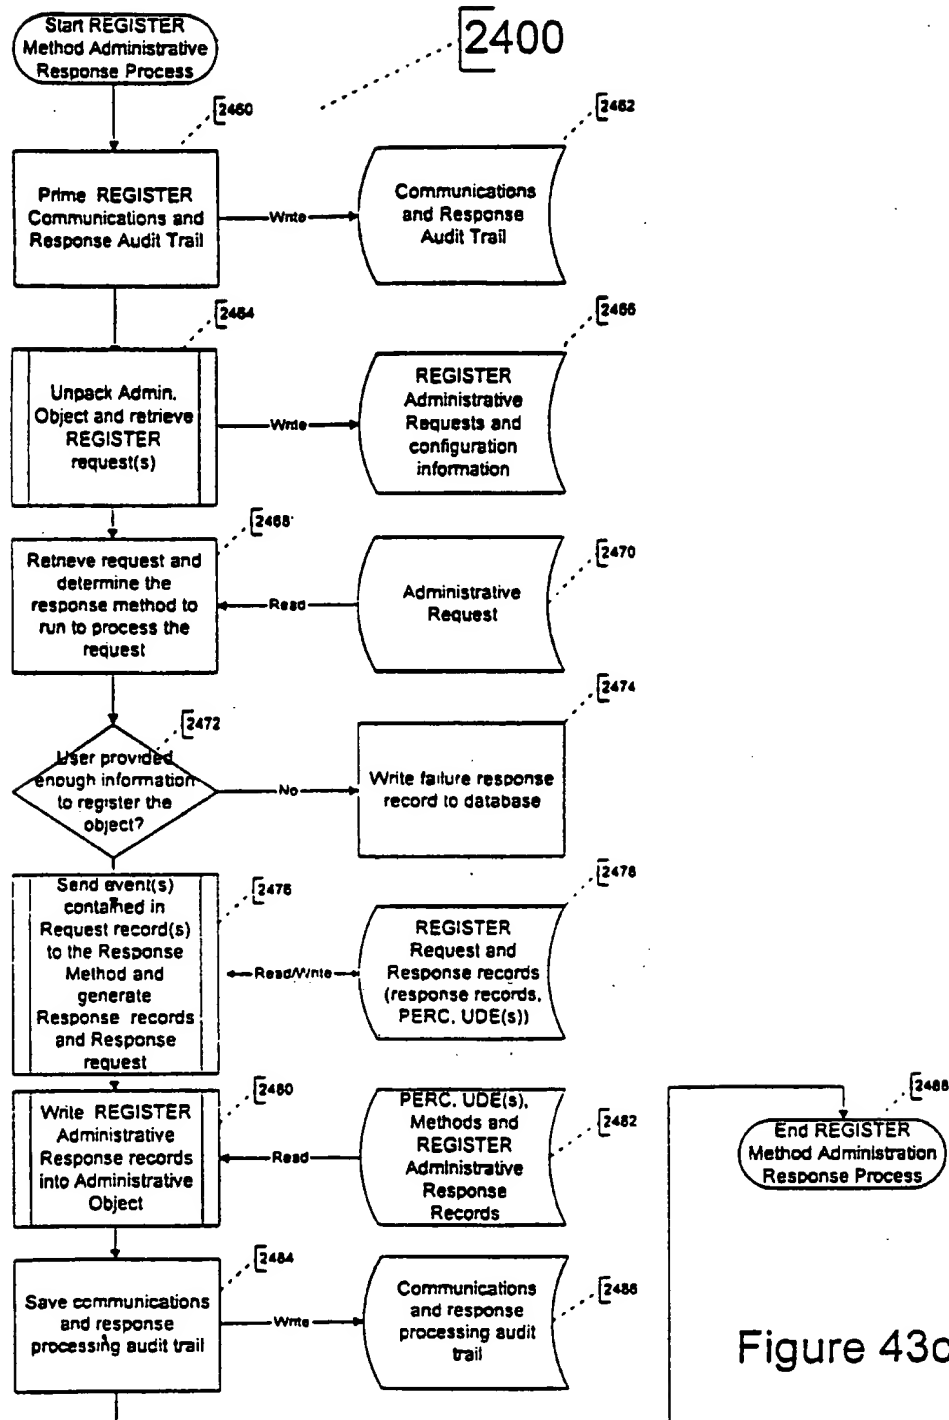 Start REGISTER
Method Administrative
Response Process
2400
2460
Prime REGISTER
Communications and
Response Audit Trail
Write
2462
Communications
and Response
Audit Trail
2464
Unpack Admin.
Object and retrieve
REGISTER
request(s)
Write
2466
REGISTER
Administrative
Requests and
configuration
information
2468
Retrieve request and
determine the
response method to
run to process the
request
Read
2470
Administrative
Request
2472
User provided
enough information
to register the
object?
No
2474
Write failure response
record to database
2476
Send event(s)
contained in
Request record(s)
to the Response
Method and
generate
Response records
and Response
request
Read/Write
2478
REGISTER
Request and
Response records
(response records,
PERC, UDE(s))
2480
Write REGISTER
Administrative
Response records
into Administrative
Object
Read
2482
PERC, UDE(s),
Methods and
REGISTER
Administrative
Response
Records
2484
Save communications
and response
processing audit trail
Write
2486
Communications
and response
processing audit
trail
2488
End REGISTER
Method Administration
Response Process
Figure 43c